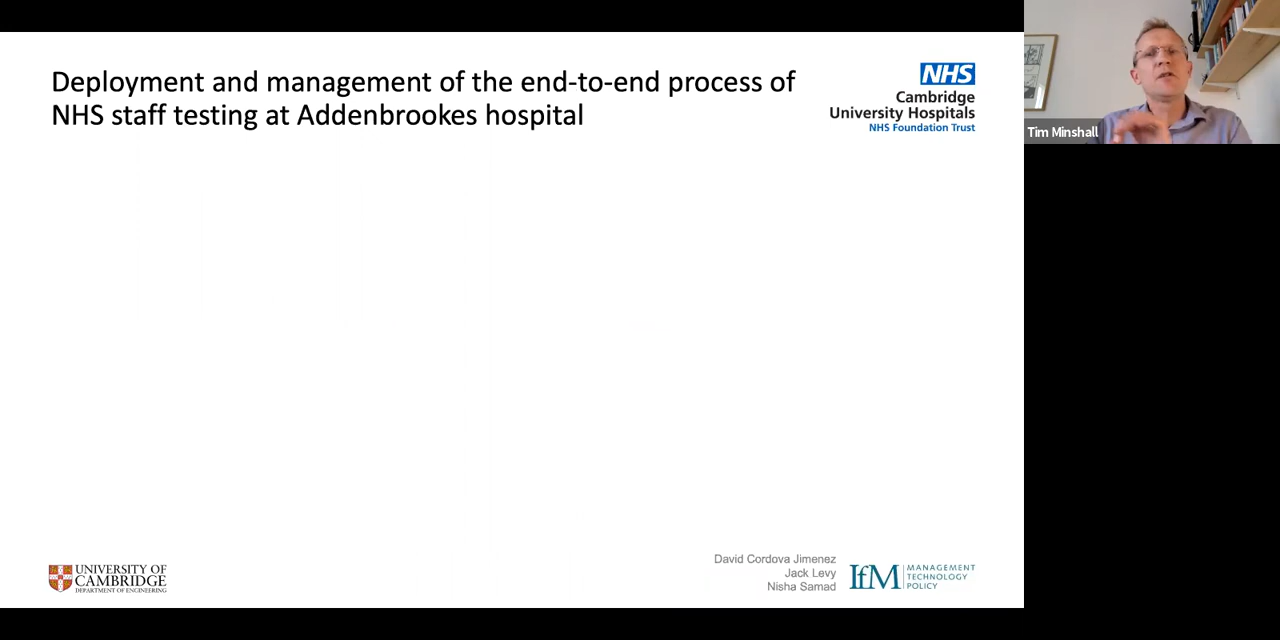 Deployment and management of the end-to-end process of
NHS staff testing at Addenbrookes hospital
NHS
Cambridge
University Hospitals
NHS Foundation Trust
Tim Minshall
UNIVERSITY OF
CAMBRIDGE
DEPARTMENT OF ENGINEERING
David Cordova Jimenez
Jack Levy
Nisha Samad
IfM
MANAGEMENT
TECHNOLOGY
POLICY